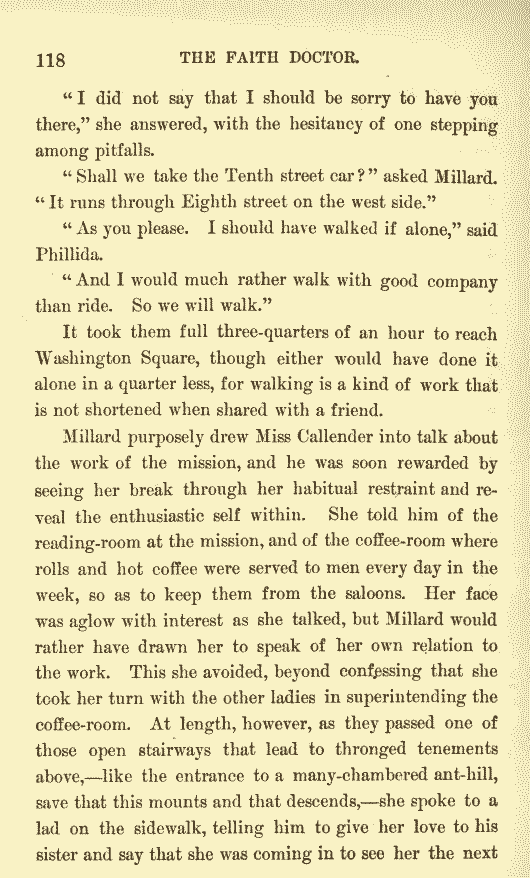 118 THE FAITH DOCTOR.
“I did not say that I should be sorry to have you
there,” she answered, with the hesitancy of one stepping
among pitfalls.
“Shall we take the Tenth street car?” asked Millard.
“It runs through Eighth street on the west side.”
“As you please. I should have walked if alone,” said
Phillida.
“And I would much rather walk with good company
than ride. So we will walk.”
It took them full three-quarters of an hour to reach
Washington Square, though either would have done it
alone in a quarter less, for walking is a kind of work that
is not shortened when shared with a friend.
Millard purposely drew Miss Callender into talk about
the work of the mission, and he was soon rewarded by
seeing her break through her habitual restraint and re-
veal the enthusiastic self within. She told him of the
reading-room at the mission, and of the coffee-room where
rolls and hot coffee were served to men every day in the
week, so as to keep them from the saloons. Her face
was aglow with interest as she talked, but Millard would
rather have drawn her to speak of her own relation to
the work. This she avoided, beyond confessing that she
took her turn with the other ladies in superintending the
coffee-room. At length, however, as they passed one of
those open stairways that lead to thronged tenements
above,—like the entrance to a many-chambered ant-hill,
save that this mounts and that descends,—she spoke to a
lad on the sidewalk, telling him to give her love to his
sister and say that she was coming in to see her the next